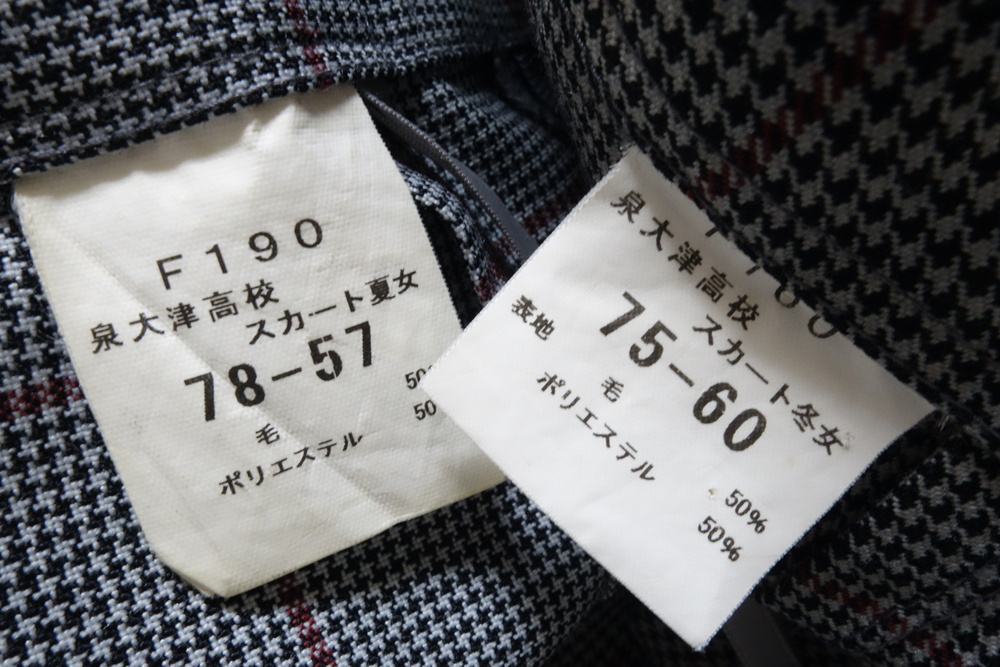 F190
泉大津高校
スカート夏女
78-57
毛 50
ポリエステル 50
泉大津高校
スカート冬女
75-60
表地
毛 50%
ポリエステル 50%